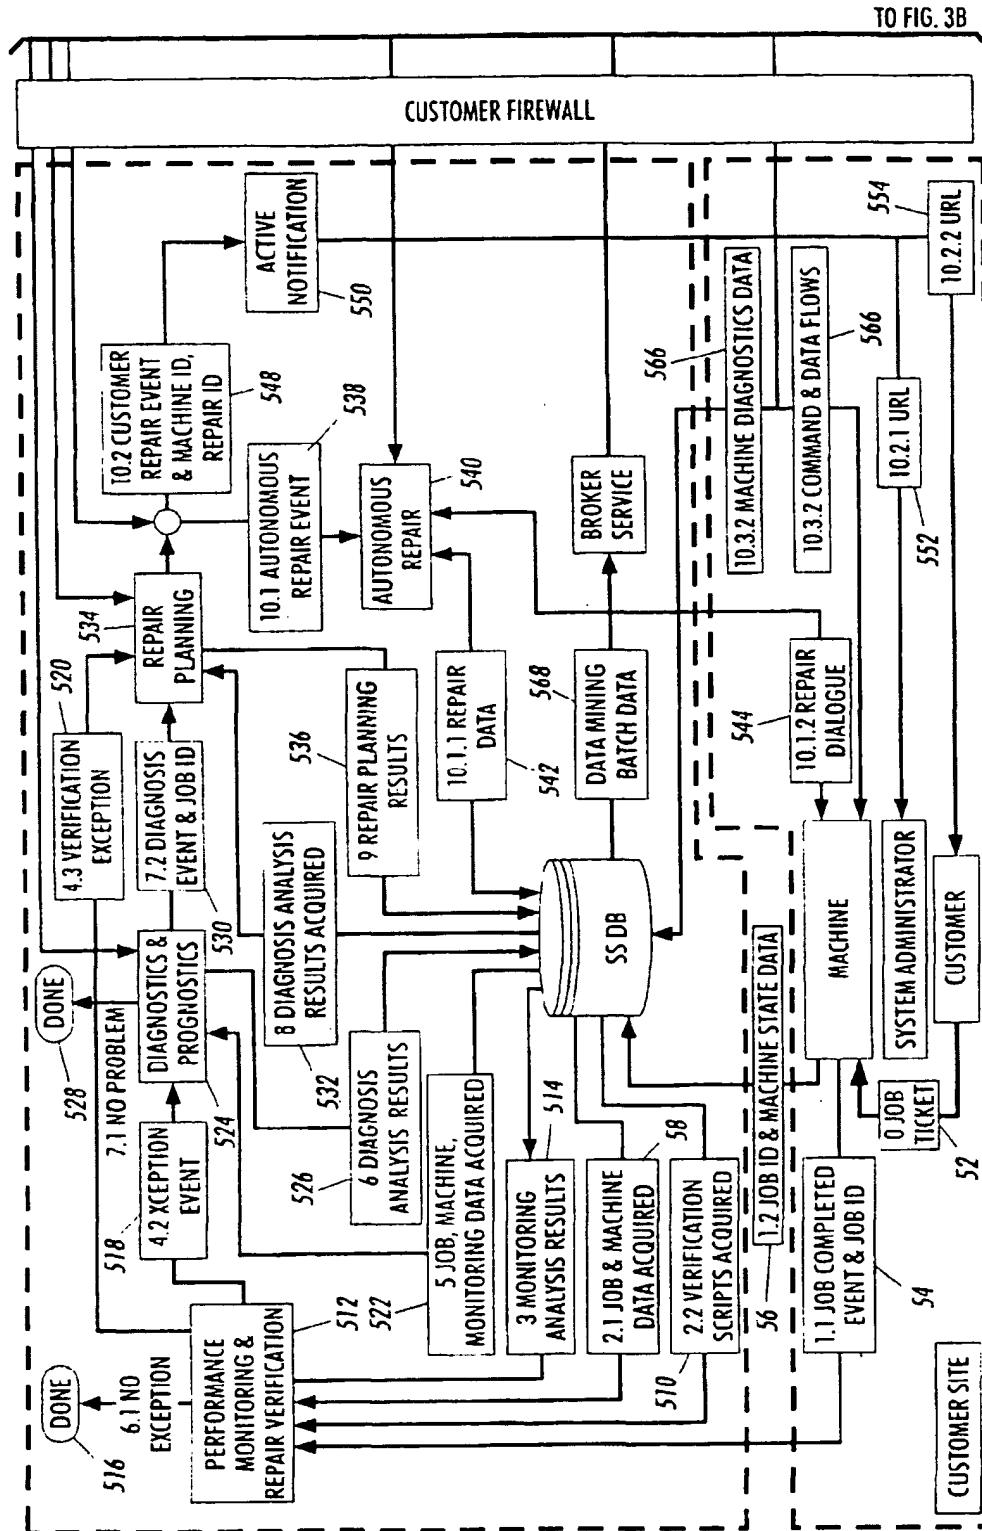 TO FIG. 3B
CUSTOMER FIREWALL
DONE
516
6.1 NO
EXCEPTION
PERFORMANCE
MONITORING &
REPAIR VERIFICATION
512
522
518
4.2 XCEPTION
EVENT
DONE
528
7.1 NO PROBLEM
DIAGNOSTICS &
PROGNOSTICS
524
4.3 VERIFICATION
EXCEPTION
520
7.2 DIAGNOSIS
EVENT & JOB ID
530
534
REPAIR
PLANNING
10.2 CUSTOMER
REPAIR EVENT
& MACHINE ID,
REPAIR ID
548
ACTIVE
NOTIFICATION
550
10.1 AUTONOMOUS
REPAIR EVENT
538
AUTONOMOUS
REPAIR
540
526
6 DIAGNOSIS
ANALYSIS RESULTS
532
8 DIAGNOSIS ANALYSIS
RESULTS ACQUIRED
536
9 REPAIR PLANNING
RESULTS
10.1.1 REPAIR
DATA
542
5 JOB, MACHINE,
MONITORING DATA ACQUIRED
3 MONITORING
ANALYSIS RESULTS
514
2.1 JOB & MACHINE
DATA ACQUIRED
58
2.2 VERIFICATION
SCRIPTS ACQUIRED
510
SS DB
DATA MINING
BATCH DATA
568
BROKER
SERVICE
56
1.2 JOB ID & MACHINE STATE DATA
10.3.2 MACHINE DIAGNOSTICS DATA
566
10.3.2 COMMAND & DATA FLOWS
566
544
10.1.2 REPAIR
DIALOGUE
1.1 JOB COMPLETED
EVENT & JOB ID
54
MACHINE
10.2.1 URL
552
10.2.2 URL
554
SYSTEM ADMINISTRATOR
0 JOB
TICKET
52
CUSTOMER
CUSTOMER SITE